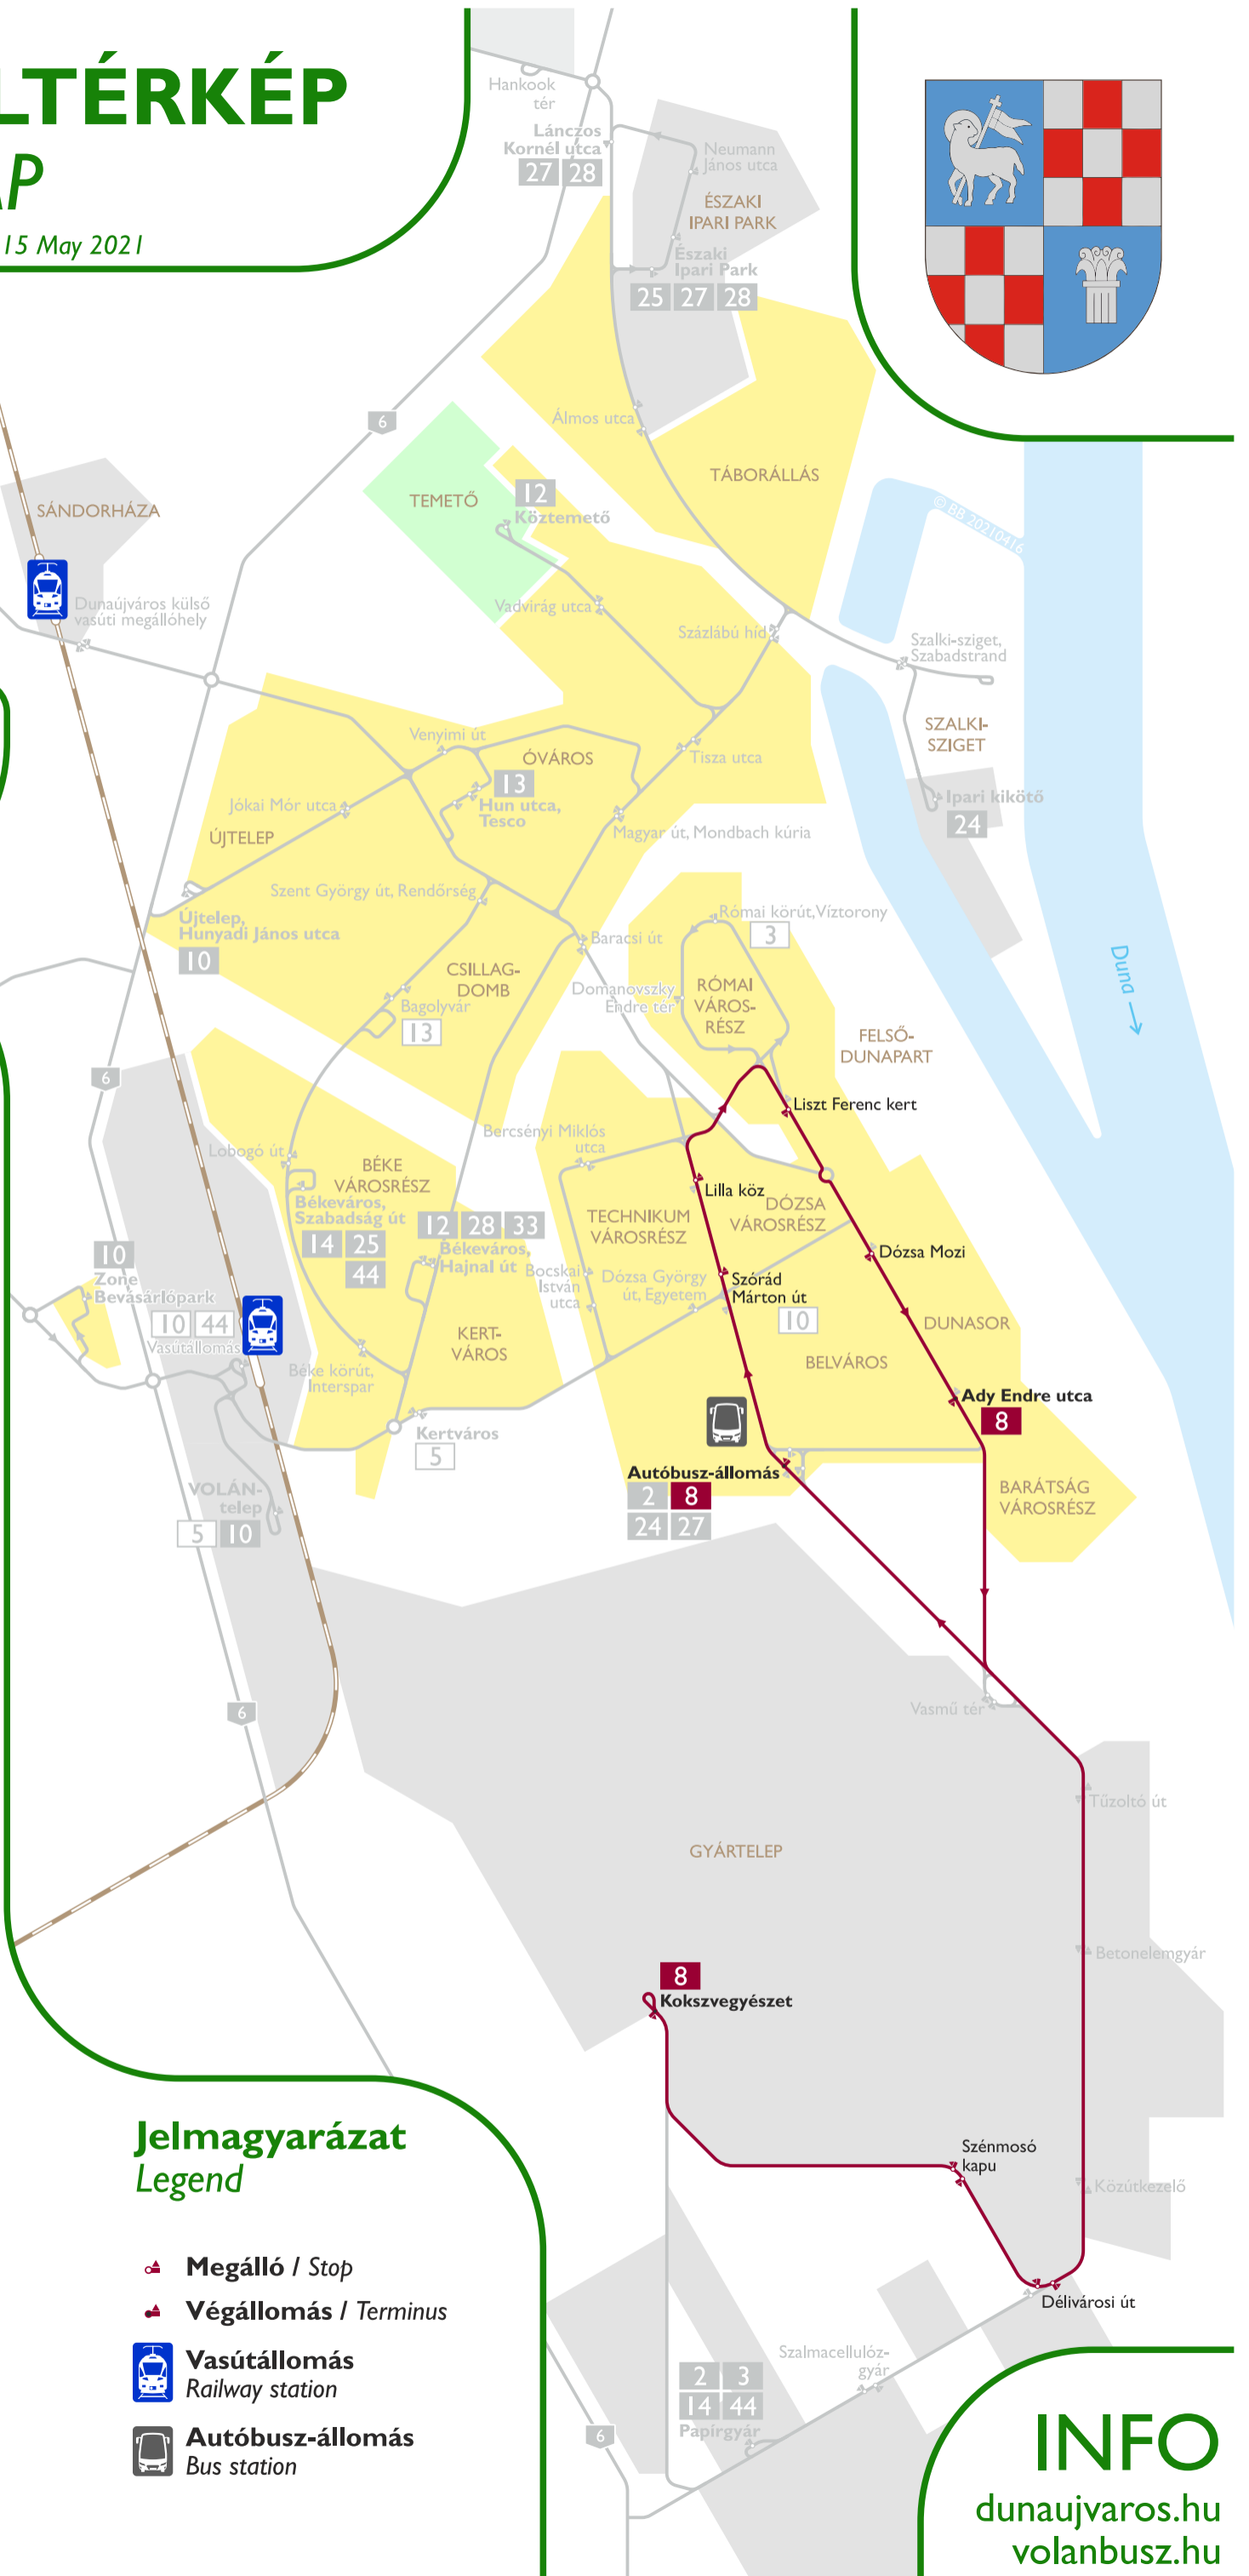 LTÉRKÉP
AP
15 May 2021
Hankook
tér
Lánczos
Kornél utca
27 28
Neumann
János utca
ÉSZAKI
IPARI PARK
Északi
Ipari Park
25 27 28
6
Álmos utca
TÁBORÁLLÁS
SÁNDORHÁZA
TEMETŐ
12
Köztemető
© BB 20210416
Dunaújváros külső
vasúti megállóhely
Vadvirág utca
Százlábú híd
Szalki-sziget,
Szabadstrand
SZALKI-
SZIGET
Venyimi út
ÓVÁROS
Tisza utca
13
Hun utca,
Tesco
Jókai Mór utca
Ipari kikötő
24
ÚJTELEP
Magyar út, Mondbach kúria
Szent György út, Rendőrség
Újtelep,
Hunyadi János utca
10
Római körút, Víztorony
3
Baracsi út
Duna
CSILLAG-
DOMB
Domanovszky
Endre tér
RÓMAI
VÁROS-
RÉSZ
Bagolyvár
13
FELSŐ-
DUNAPART
6
Liszt Ferenc kert
Bercsényi Miklós
utca
Lobogó út
BÉKE
VÁROSRÉSZ
Lilla köz
Békeváros,
Szabadság út
14 25
44
12 28 33
Békeváros,
Hajnal út
TECHNIKUM
VÁROSRÉSZ
DÓZSA
VÁROSRÉSZ
10
Zone
Bevásárlópark
Dózsa Mozi
Bocskai
István
utca
Dózsa György
út, Egyetem
Szórád
Márton út
10
10 44
Vasútállomás
DUNASOR
KERT-
VÁROS
BELVÁROS
Béke körút,
Interspar
Ady Endre utca
8
Kertváros
5
Autóbusz-állomás
2 8
24 27
VOLÁN-
telep
5 10
BARÁTSÁG
VÁROSRÉSZ
6
Vasmű tér
Tűzoltó út
GYÁRTELEP
Betonelemgyár
8
Kokszvegyészet
Szénmosó
kapu
Közútkezelő
Délivárosi út
Szalmacellulóz-
gyár
2 3
14 44
Papírgyár
6
Jelmagyarázat
Legend
Megálló / Stop
Végállomás / Terminus
Vasútállomás
Railway station
Autóbusz-állomás
Bus station
INFO
dunaujvaros.hu
volanbusz.hu